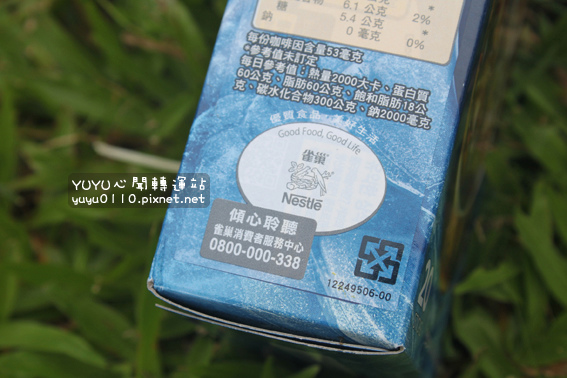 6.1 公克
糖
5.4 公克
2%
鈉
0 毫克
*
0%
每份咖啡因含量53毫克
*參考值未訂定
每日參考值：熱量2000大卡、蛋白質
60公克、脂肪60公克、飽和脂肪18公
克、碳水化合物300公克、鈉2000毫克
優質食品,美好生活
Good Food, Good Life
雀巢
Nestlé
傾心聆聽
雀巢消費者服務中心
0800-000-338
12249506-00
YUYU心閒轉運站
yuyu0110.pixnet.net